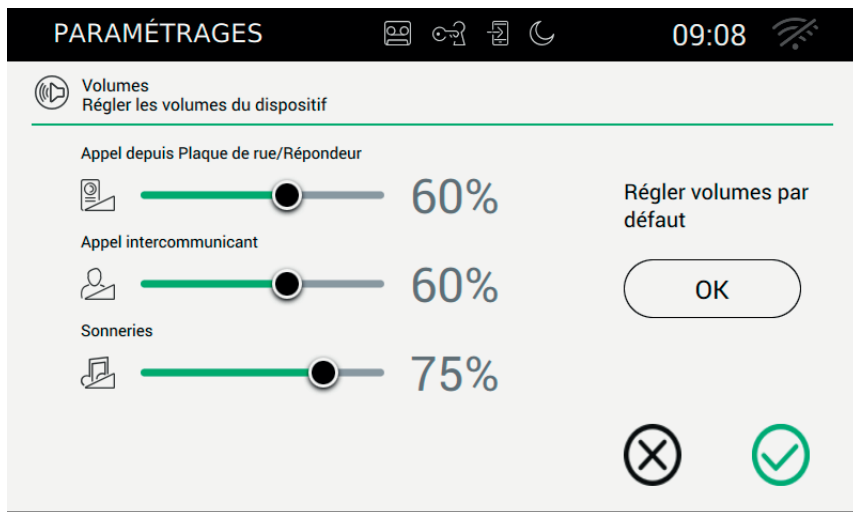 PARAMÉTRAGES
09:08
Volumes
Régler les volumes du dispositif
Appel depuis Plaque de rue/Répondeur
60%
Régler volumes par
défaut
Appel intercommunicant
60%
OK
Sonneries
75%